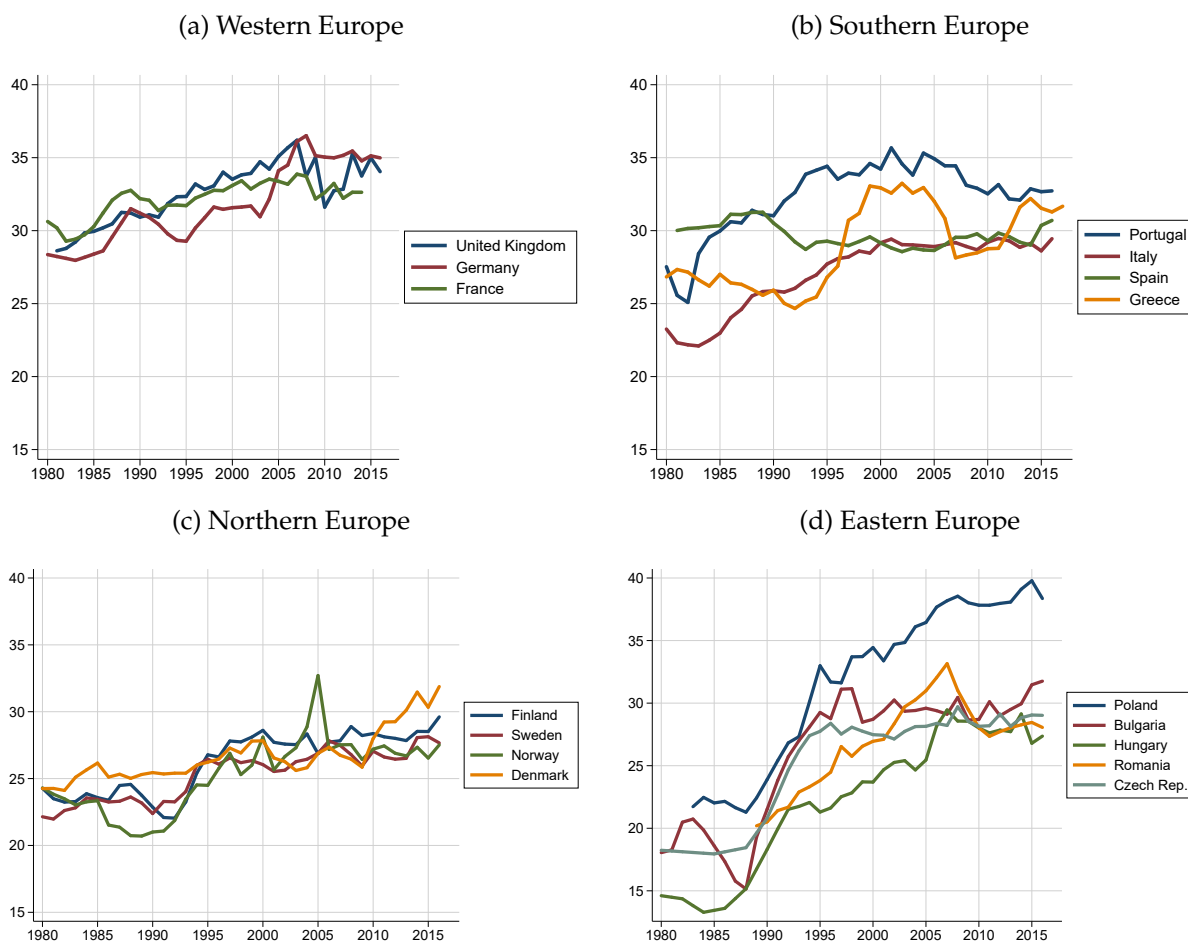 (a) Western Europe
40
35
30
25
20
15
1980 1985 1990 1995 2000 2005 2010 2015
United Kingdom
Germany
France
(b) Southern Europe
40
35
30
25
20
15
1980 1985 1990 1995 2000 2005 2010 2015
Portugal
Italy
Spain
Greece
(c) Northern Europe
40
35
30
25
20
15
1980 1985 1990 1995 2000 2005 2010 2015
Finland
Sweden
Norway
Denmark
(d) Eastern Europe
40
35
30
25
20
15
1980 1985 1990 1995 2000 2005 2010 2015
Poland
Bulgaria
Hungary
Romania
Czech Rep.